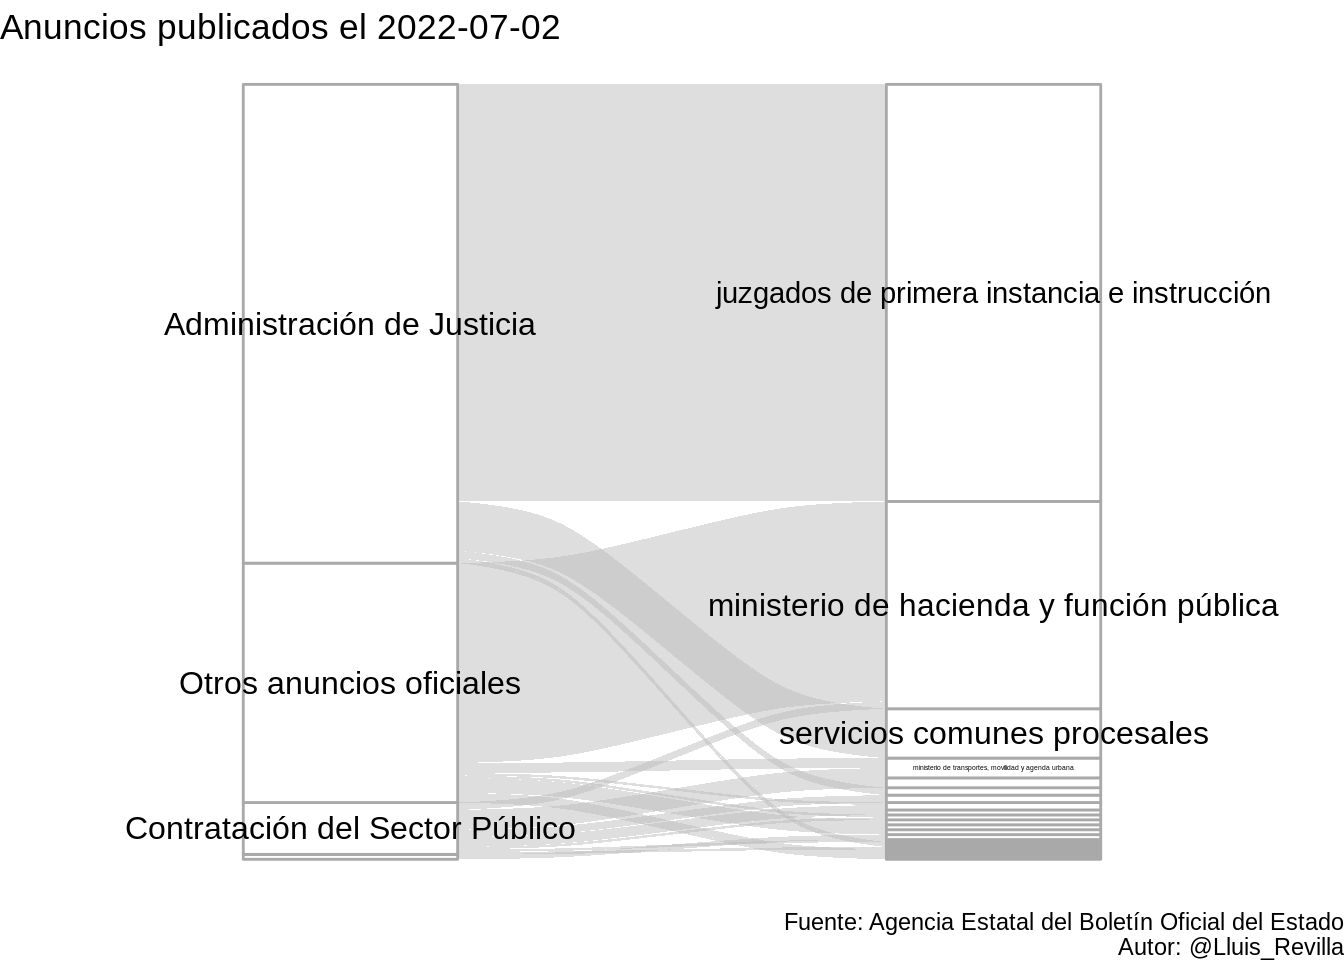 Anuncios publicados el 2022-07-02
Administración de Justicia
juzgados de primera instancia e instrucción
ministerio de hacienda y función pública
Otros anuncios oficiales
servicios comunes procesales
ministerio de transportes, movilidad y agenda urbana
Contratación del Sector Público
Fuente: Agencia Estatal del Boletín Oficial del Estado
Autor: @Lluis_Revilla